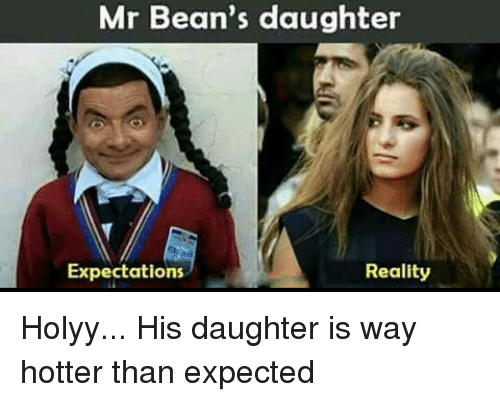 Mr Bean's daughter
Expectations
Reality
Holyy... His daughter is way
hotter than expected